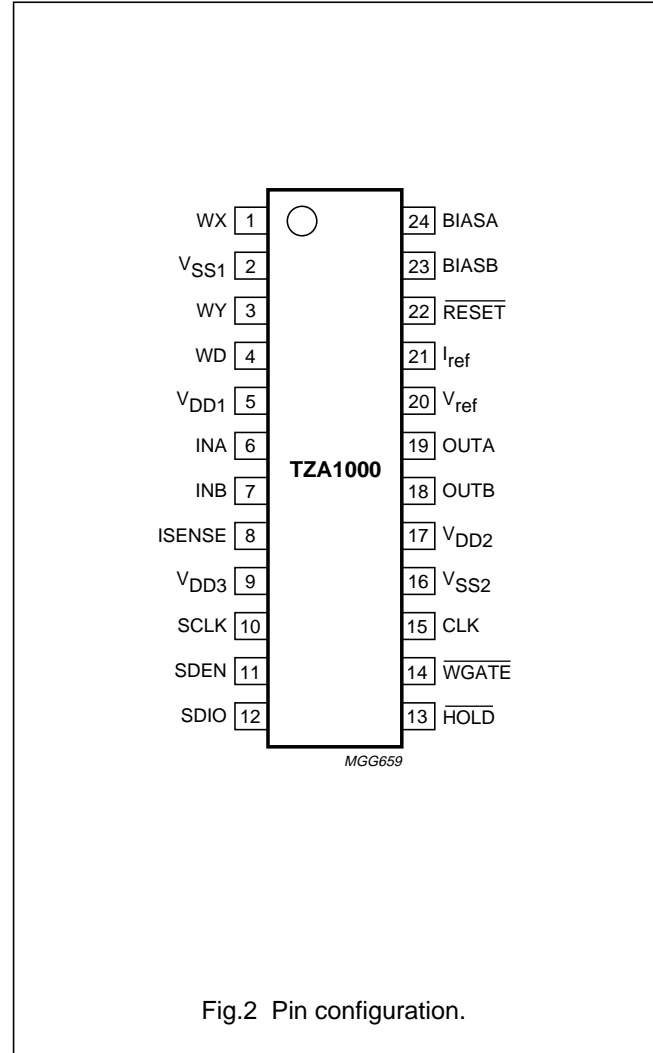 WX 1 24 BIASA
VSS1 2 23 BIASB
WY 3 22 RESET
WD 4 21 Iref
VDD1 5 20 Vref
INA 6 19 OUTA
TZA1000
INB 7 18 OUTB
ISENSE 8 17 VDD2
VDD3 9 16 VSS2
SCLK 10 15 CLK
SDEN 11 14 WGATE
SDIO 12 13 HOLD
MGG659
Fig.2 Pin configuration.